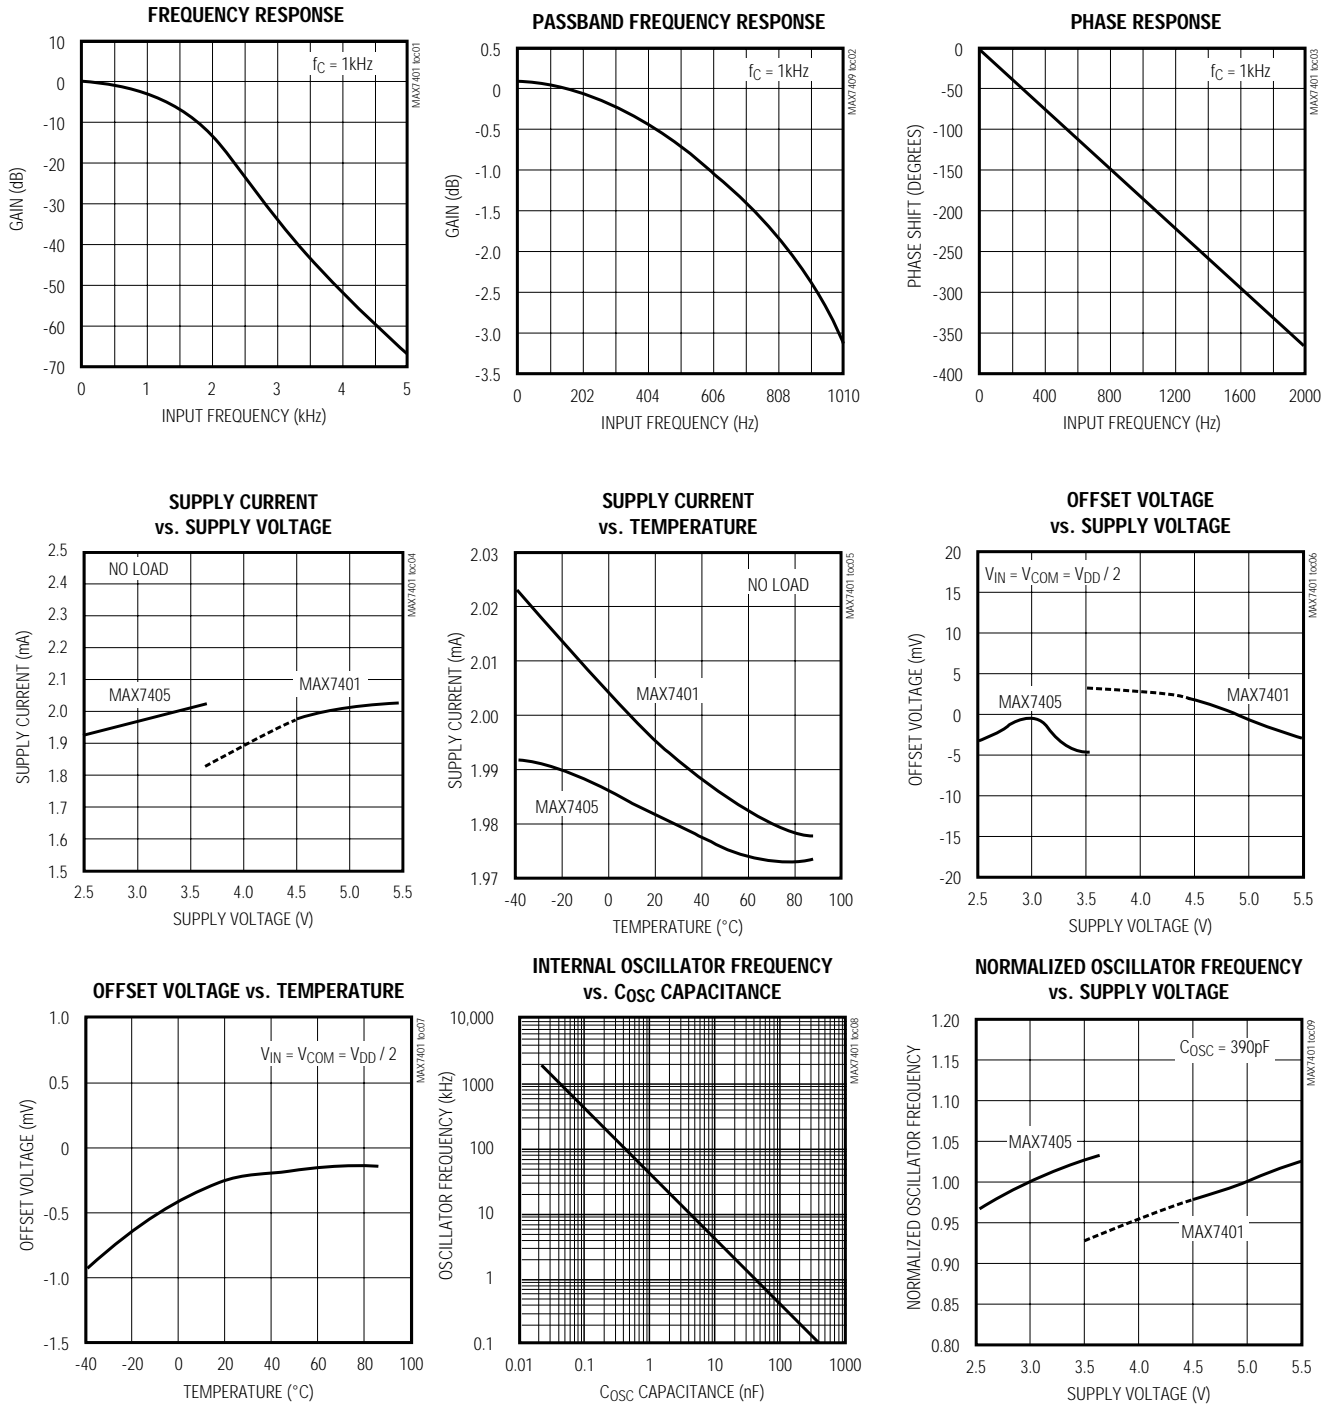 FREQUENCY RESPONSE
10
0
-10
-20
-30
-40
-50
-60
-70
GAIN (dB)
fC = 1kHz
MAX7401 toc01
0 1 2 3 4 5
INPUT FREQUENCY (kHz)
PASSBAND FREQUENCY RESPONSE
0.5
0
-0.5
-1.0
-1.5
-2.0
-2.5
-3.0
-3.5
GAIN (dB)
fC = 1kHz
MAX7409 toc02
0 202 404 606 808 1010
INPUT FREQUENCY (Hz)
PHASE RESPONSE
0
-50
-100
-150
-200
-250
-300
-350
-400
PHASE SHIFT (DEGREES)
fC = 1kHz
MAX7401 toc03
0 400 800 1200 1600 2000
INPUT FREQUENCY (Hz)
SUPPLY CURRENT
vs. SUPPLY VOLTAGE
2.5
2.4
2.3
2.2
2.1
2.0
1.9
1.8
1.7
1.6
1.5
SUPPLY CURRENT (mA)
NO LOAD
MAX7405
MAX7401
MAX7401 toc04
2.5 3.0 3.5 4.0 4.5 5.0 5.5
SUPPLY VOLTAGE (V)
SUPPLY CURRENT
vs. TEMPERATURE
2.03
2.02
2.01
2.00
1.99
1.98
1.97
SUPPLY CURRENT (mA)
NO LOAD
MAX7401
MAX7405
MAX7401 toc05
-40 -20 0 20 40 60 80 100
TEMPERATURE (°C)
OFFSET VOLTAGE
vs. SUPPLY VOLTAGE
20
15
10
5
0
-5
-10
-15
-20
OFFSET VOLTAGE (mV)
VIN = VCOM = VDD / 2
MAX7405
MAX7401
MAX7401 toc06
2.5 3.0 3.5 4.0 4.5 5.0 5.5
SUPPLY VOLTAGE (V)
OFFSET VOLTAGE vs. TEMPERATURE
1.0
0.5
0
-0.5
-1.0
-1.5
OFFSET VOLTAGE (mV)
VIN = VCOM = VDD / 2
MAX7401 toc07
-40 -20 0 20 40 60 80 100
TEMPERATURE (°C)
INTERNAL OSCILLATOR FREQUENCY
vs. COSC CAPACITANCE
10,000
1000
100
10
1
0.1
OSCILLATOR FREQUENCY (kHz)
MAX7401 toc08
0.01 0.1 1 10 100 1000
COSC CAPACITANCE (nF)
NORMALIZED OSCILLATOR FREQUENCY
vs. SUPPLY VOLTAGE
1.20
1.15
1.10
1.05
1.00
0.95
0.90
0.85
0.80
NORMALIZED OSCILLATOR FREQUENCY
COSC = 390pF
MAX7405
MAX7401
MAX7401 toc09
2.5 3.0 3.5 4.0 4.5 5.0 5.5
SUPPLY VOLTAGE (V)